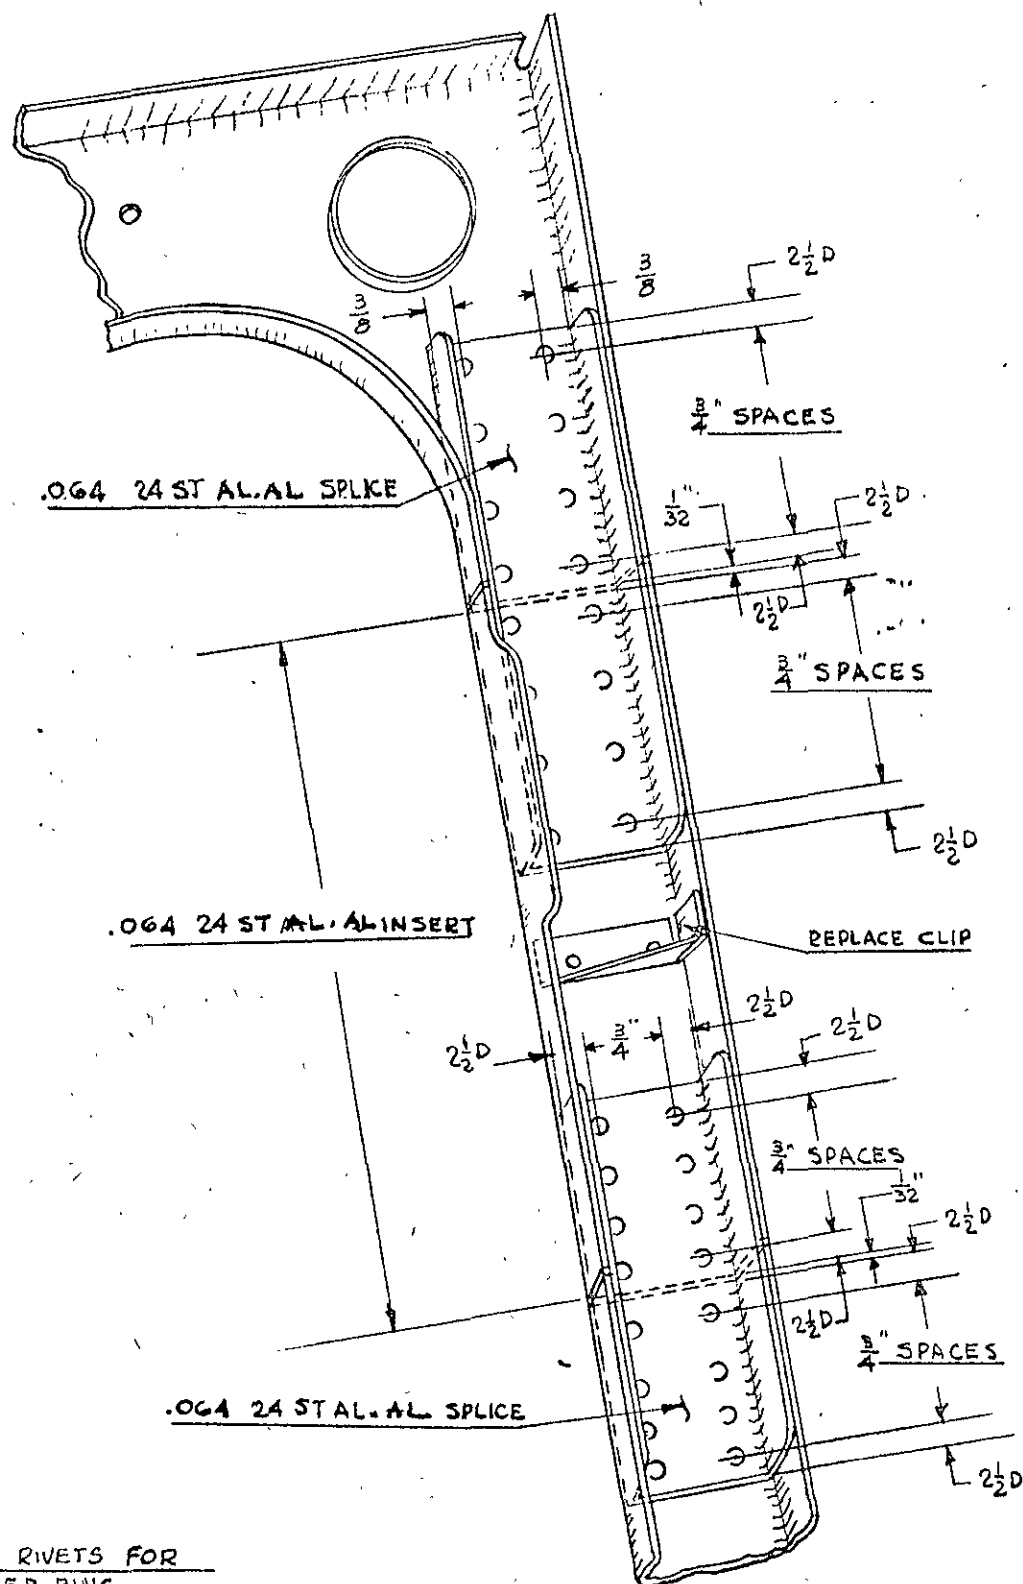 2½D
3/8
3/8
¾" SPACES
.064 24 ST AL.AL SPLICE
1/32"
2½D
2½D
¾" SPACES
2½D
.064 24 ST AL.AL INSERT
REPLACE CLIP
2½D
¾"
2½D
2½D
¾" SPACES
1/32"
2½D
2½D
¾" SPACES
.064 24 ST AL.AL SPLICE
2½D
RIVETS FOR